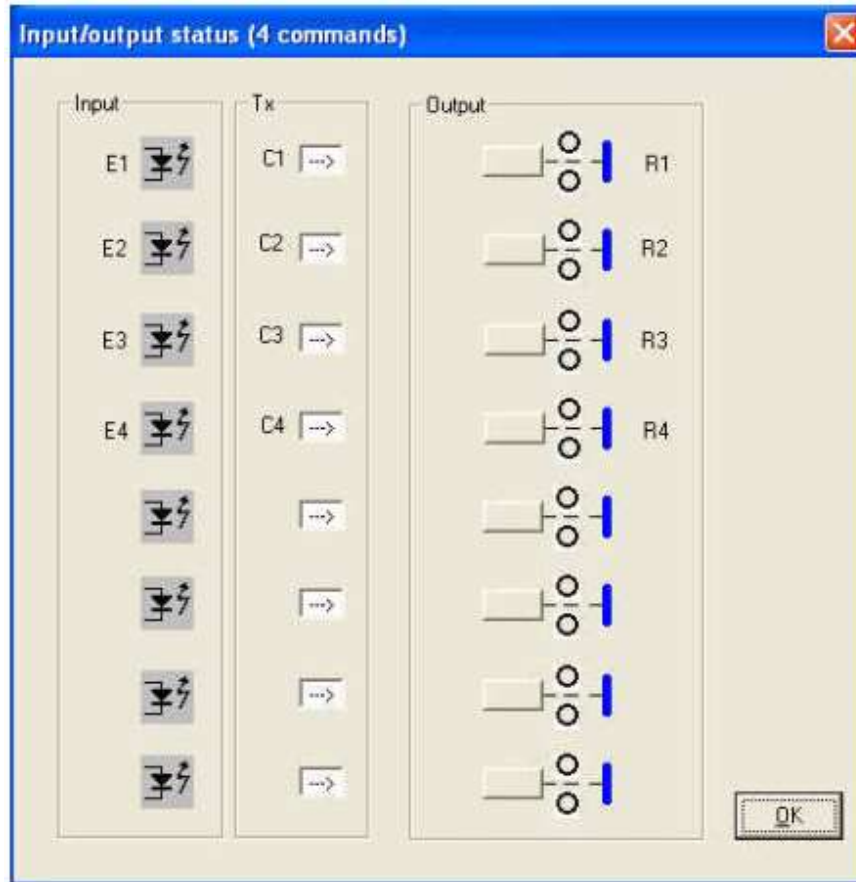 Input/output status (4 commands)
Input Tx Output
E1 C1 ---> R1
E2 C2 ---> R2
E3 C3 ---> R3
E4 C4 ---> R4
--->
--->
--->
--->
OK